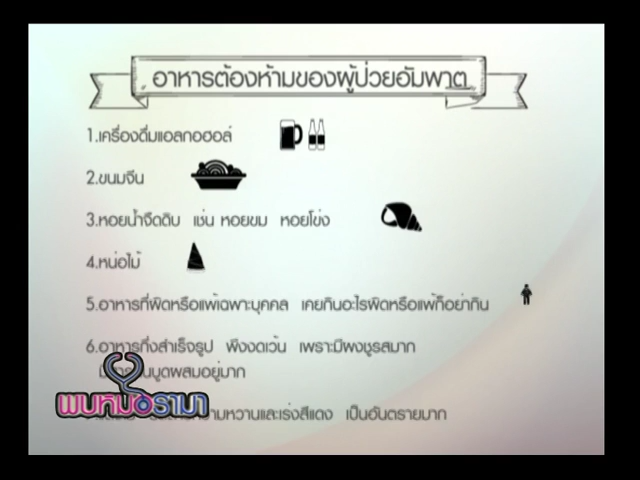 อาหารต้องห้ามของผู้ป่วยอัมพาต
1.เครื่องดื่มแอลกอฮอล์
2.ขนมจีน
3.หอยน้ำจืดดิบ เช่น หอยขม หอยโข่ง
4.หน่อไม้
5.อาหารที่ผิดหรือแพ้เฉพาะบุคคล เคยกินอะไรผิดหรือแพ้ก็อย่ากิน
6.อาหารกึ่งสำเร็จรูป พึงงดเว้น เพราะมีผงชูรสมาก
บูดผสมอยู่มาก
พบหมอรามา
หวานและเร่งสีแดง เป็นอันตรายมาก